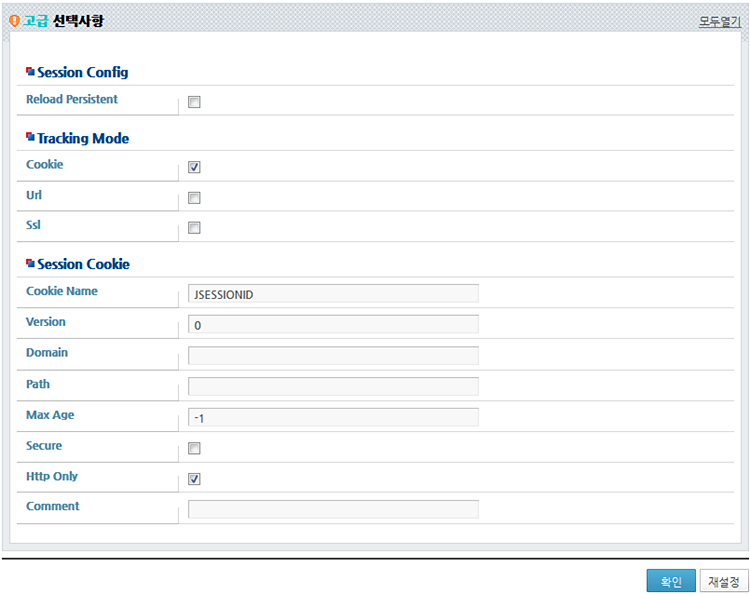 고급 선택사항
모두열기
Session Config
Reload Persistent
Tracking Mode
Cookie
Url
Ssl
Session Cookie
Cookie Name JSESSIONID
Version 0
Domain
Path
Max Age -1
Secure
Http Only
Comment
확인 재설정